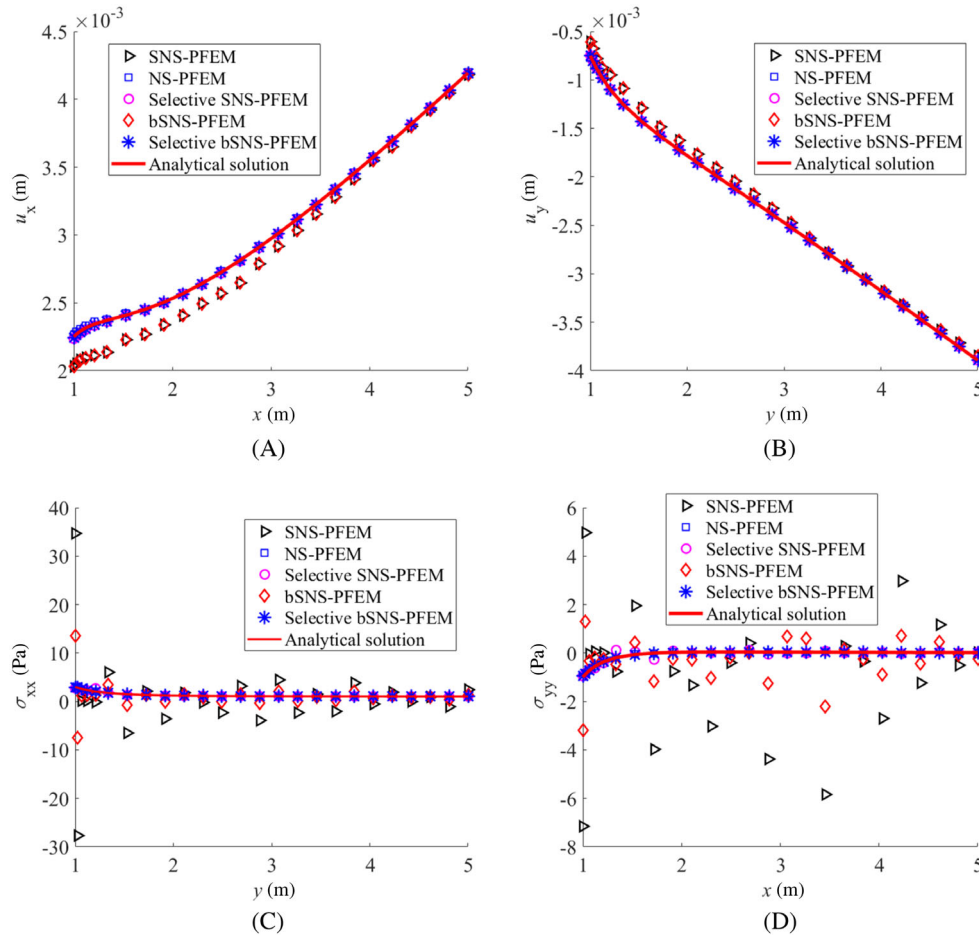 ×10⁻³
4.5
4
3.5
3
2.5
2
1 2 3 4 5
uₓ (m)
x (m)
SNS-PFEM
NS-PFEM
Selective SNS-PFEM
bSNS-PFEM
Selective bSNS-PFEM
Analytical solution
(A)
×10⁻³
-0.5
-1
-1.5
-2
-2.5
-3
-3.5
-4
1 2 3 4 5
u_y (m)
y (m)
SNS-PFEM
NS-PFEM
Selective SNS-PFEM
bSNS-PFEM
Selective bSNS-PFEM
Analytical solution
(B)
40
30
20
10
0
-10
-20
-30
1 2 3 4 5
σ_xx (Pa)
y (m)
SNS-PFEM
NS-PFEM
Selective SNS-PFEM
bSNS-PFEM
Selective bSNS-PFEM
Analytical solution
(C)
6
4
2
0
-2
-4
-6
-8
1 2 3 4 5
σ_yy (Pa)
x (m)
SNS-PFEM
NS-PFEM
Selective SNS-PFEM
bSNS-PFEM
Selective bSNS-PFEM
Analytical solution
(D)